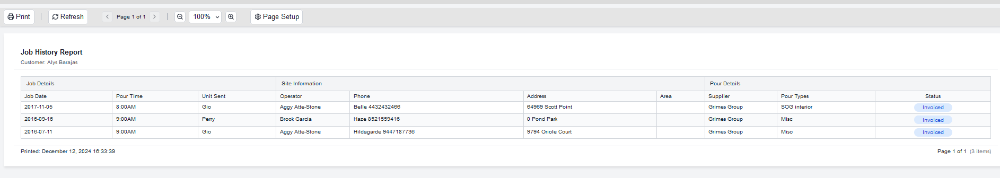 Print | Refresh Page 1 of 1 | 100% Page Setup
Job History Report
Customer: Alys Barajas
Job Details Site Information Pour Details
Job Date Pour Time Unit Sent Operator Phone Address Area Supplier Pour Types Status
2017-11-05 8:00AM Gio Aggy Atte-Stone Belle 4432432466 64969 Scott Point Grimes Group SOG interior Invoiced
2016-09-16 9:00AM Perry Brook Garcia Haze 8521559416 0 Pond Park Grimes Group Misc Invoiced
2016-07-11 9:00AM Gio Aggy Atte-Stone Hildagarde 9447187736 9794 Oriole Court Grimes Group Misc Invoiced
Printed: December 12, 2024 16:33:39 Page 1 of 1 (3 items)